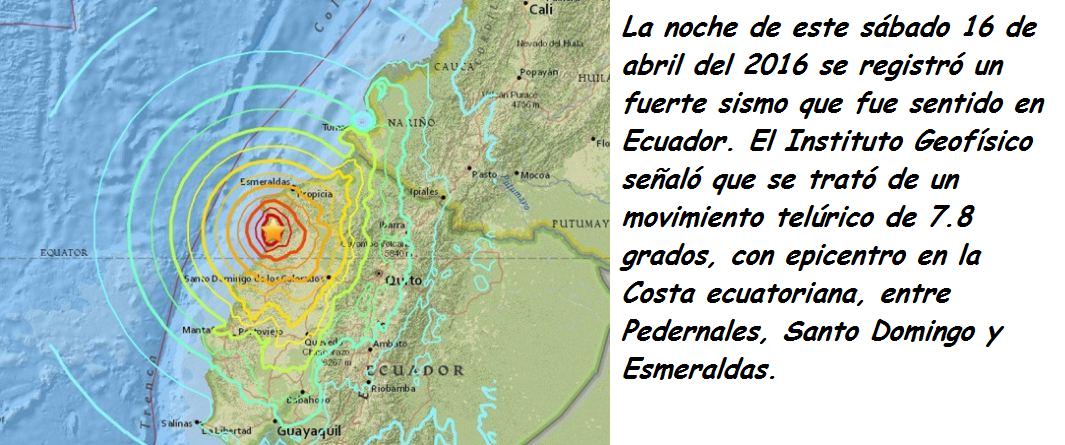 Cali
Nevado del Huila
CAUCA
Popayán
HUILA
4756 m
NARIÑO
Pasto
Mocoa
Putumayo
Ipiales
PUTUMAY
Esmeraldas
Propicia
EQUATOR
Ibarra
Santo Domingo de los Colorados
Quito
Manta
Portoviejo
Quevedo
Chimborazo
6267 m
Ambato
ECUADOR
Riobamba
Babahoyo
Trench
Salinas
La Libertad
Guayaquil
La noche de este sábado 16 de
abril del 2016 se registró un
fuerte sismo que fue sentido en
Ecuador. El Instituto Geofísico
señaló que se trató de un
movimiento telúrico de 7.8
grados, con epicentro en la
Costa ecuatoriana, entre
Pedernales, Santo Domingo y
Esmeraldas.